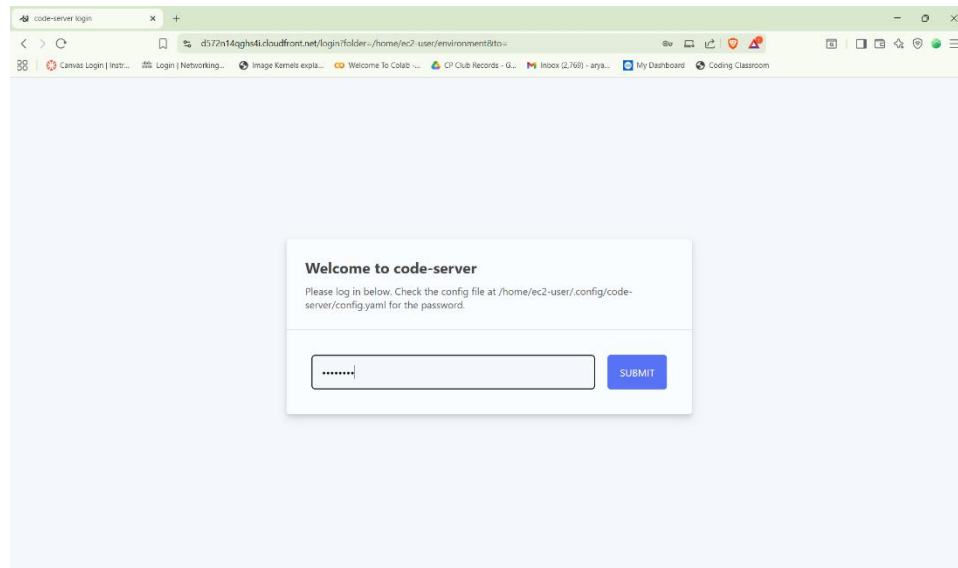 code-server login
d572n14qghs4i.cloudfront.net/login?folder=/home/ec2-user/environment&to=
Canvas Login | Instr... Login | Networking... Image Kernels expla... Welcome To Colab -... CP Club Records - G... Inbox (2,769) - arya... My Dashboard Coding Classroom
Welcome to code-server
Please log in below. Check the config file at /home/ec2-user/.config/code-
server/config.yaml for the password.
SUBMIT